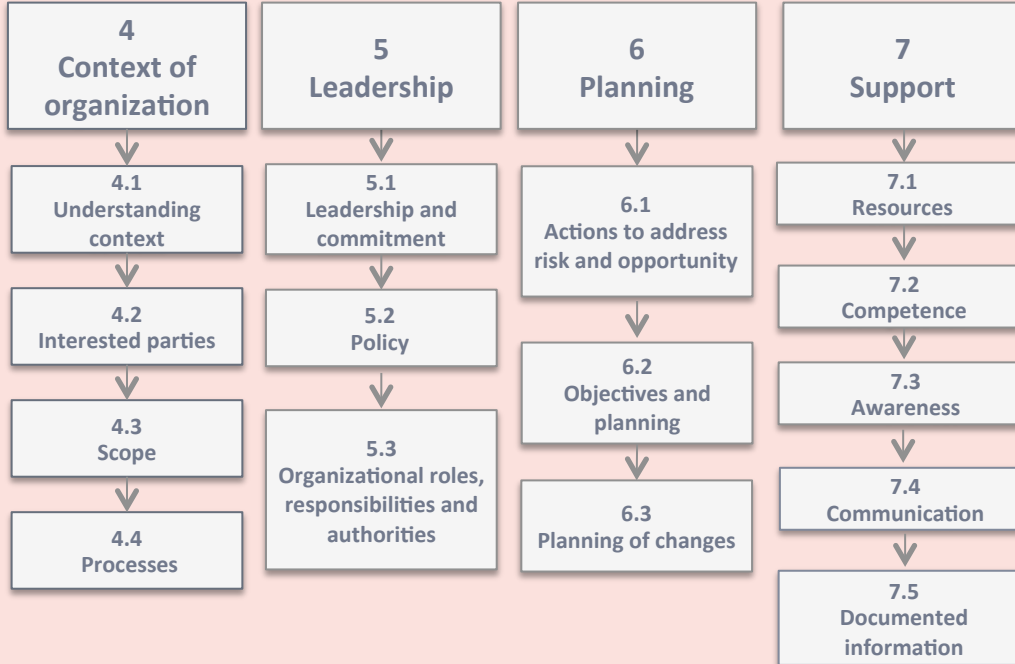 4
Context of
organization
4.1
Understanding
context
4.2
Interested parties
4.3
Scope
4.4
Processes
5
Leadership
5.1
Leadership and
commitment
5.2
Policy
5.3
Organizational roles,
responsibilities and
authorities
6
Planning
6.1
Actions to address
risk and opportunity
6.2
Objectives and
planning
6.3
Planning of changes
7
Support
7.1
Resources
7.2
Competence
7.3
Awareness
7.4
Communication
7.5
Documented
information